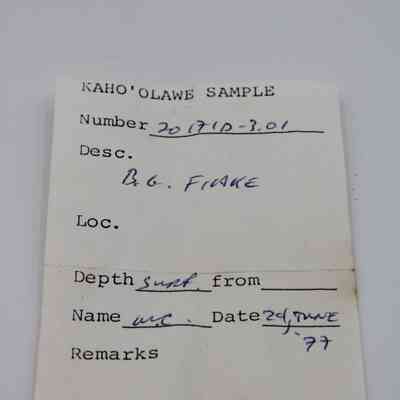 KAHO'OLAWE SAMPLE
Number 20171D-3.01
Desc.
B.G. FLAKE
Loc.
Depth surf. from
Name W.C. Date 24, JUNE
'77
Remarks